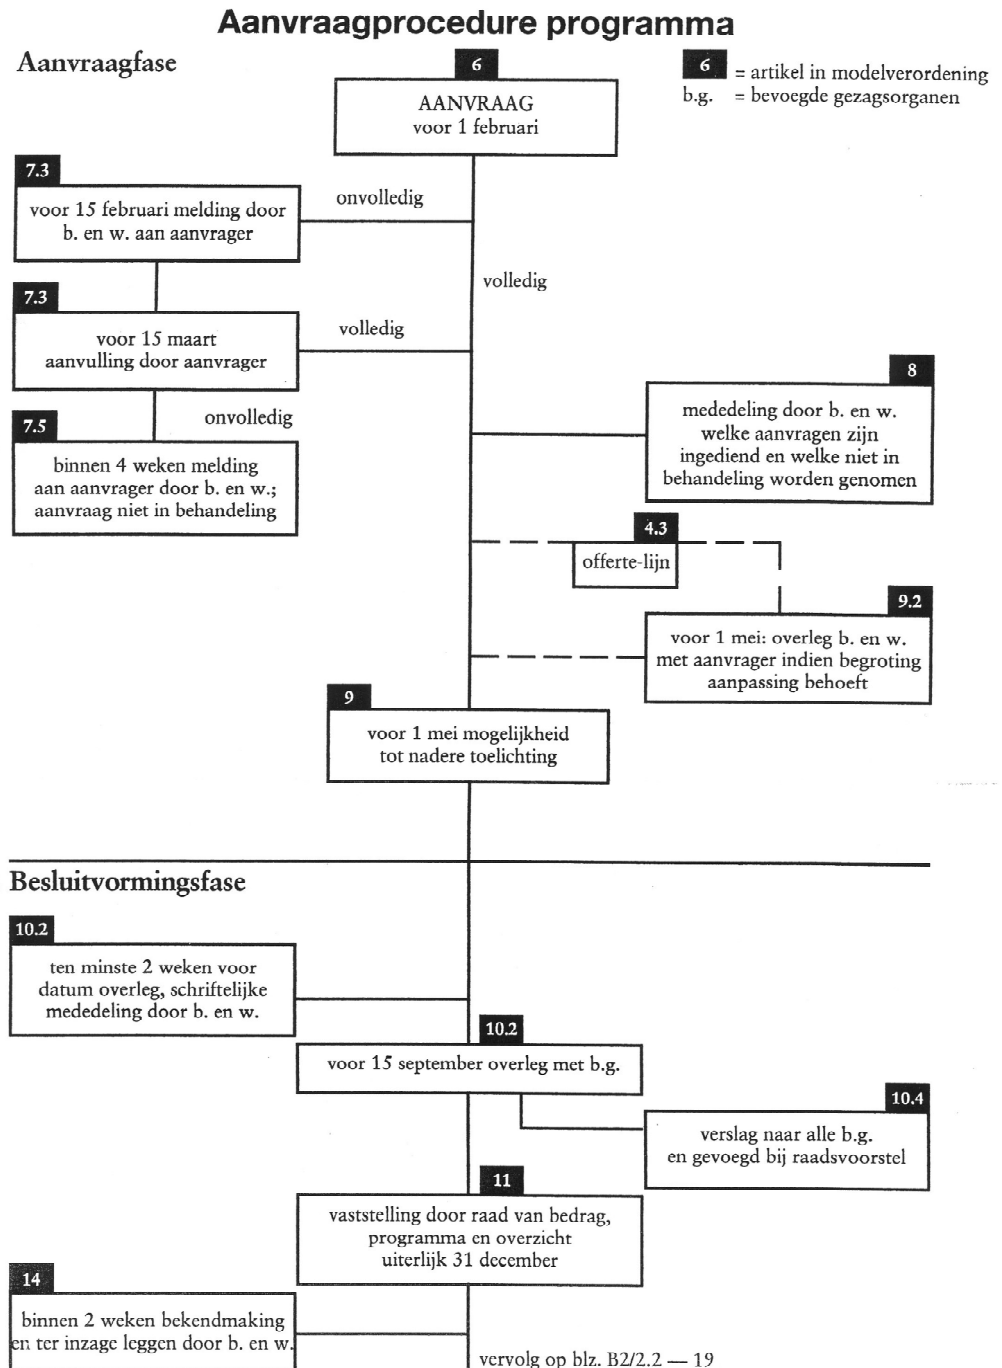 Aanvraagprocedure programma
Aanvraagfase
6
6 = artikel in modelverordening
b.g. = bevoegde gezagsorganen
AANVRAAG
voor 1 februari
7.3
onvolledig
voor 15 februari melding door
b. en w. aan aanvrager
volledig
7.3
volledig
voor 15 maart
aanvulling door aanvrager
8
mededeling door b. en w.
welke aanvragen zijn
ingediend en welke niet in
behandeling worden genomen
onvolledig
7.5
binnen 4 weken melding
aan aanvrager door b. en w.;
aanvraag niet in behandeling
4.3
offerte-lijn
9.2
voor 1 mei: overleg b. en w.
met aanvrager indien begroting
aanpassing behoeft
9
voor 1 mei mogelijkheid
tot nadere toelichting
Besluitvormingsfase
10.2
ten minste 2 weken voor
datum overleg, schriftelijke
mededeling door b. en w.
10.2
voor 15 september overleg met b.g.
10.4
verslag naar alle b.g.
en gevoegd bij raadsvoorstel
11
vaststelling door raad van bedrag,
programma en overzicht
uiterlijk 31 december
14
binnen 2 weken bekendmaking
en ter inzage leggen door b. en w.
vervolg op blz. B2/2.2 — 19